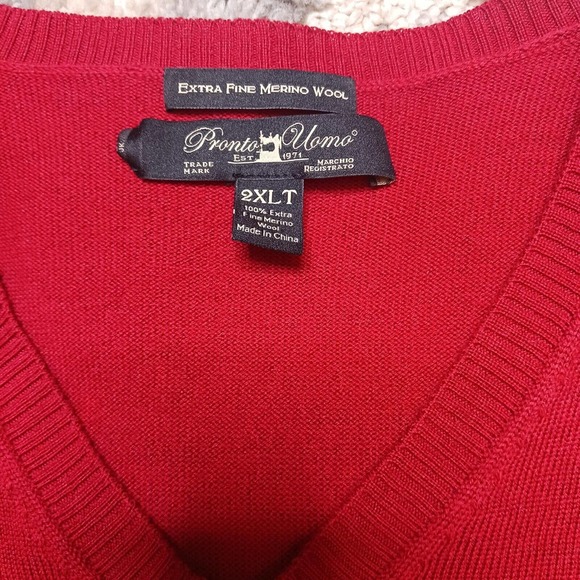 EXTRA FINE MERINO WOOL
Pronto Uomo®
EST 1971
TRADE MARK
MARCHIO REGISTRATO
2XLT
100% Extra
Fine Merino
Wool
Made In China